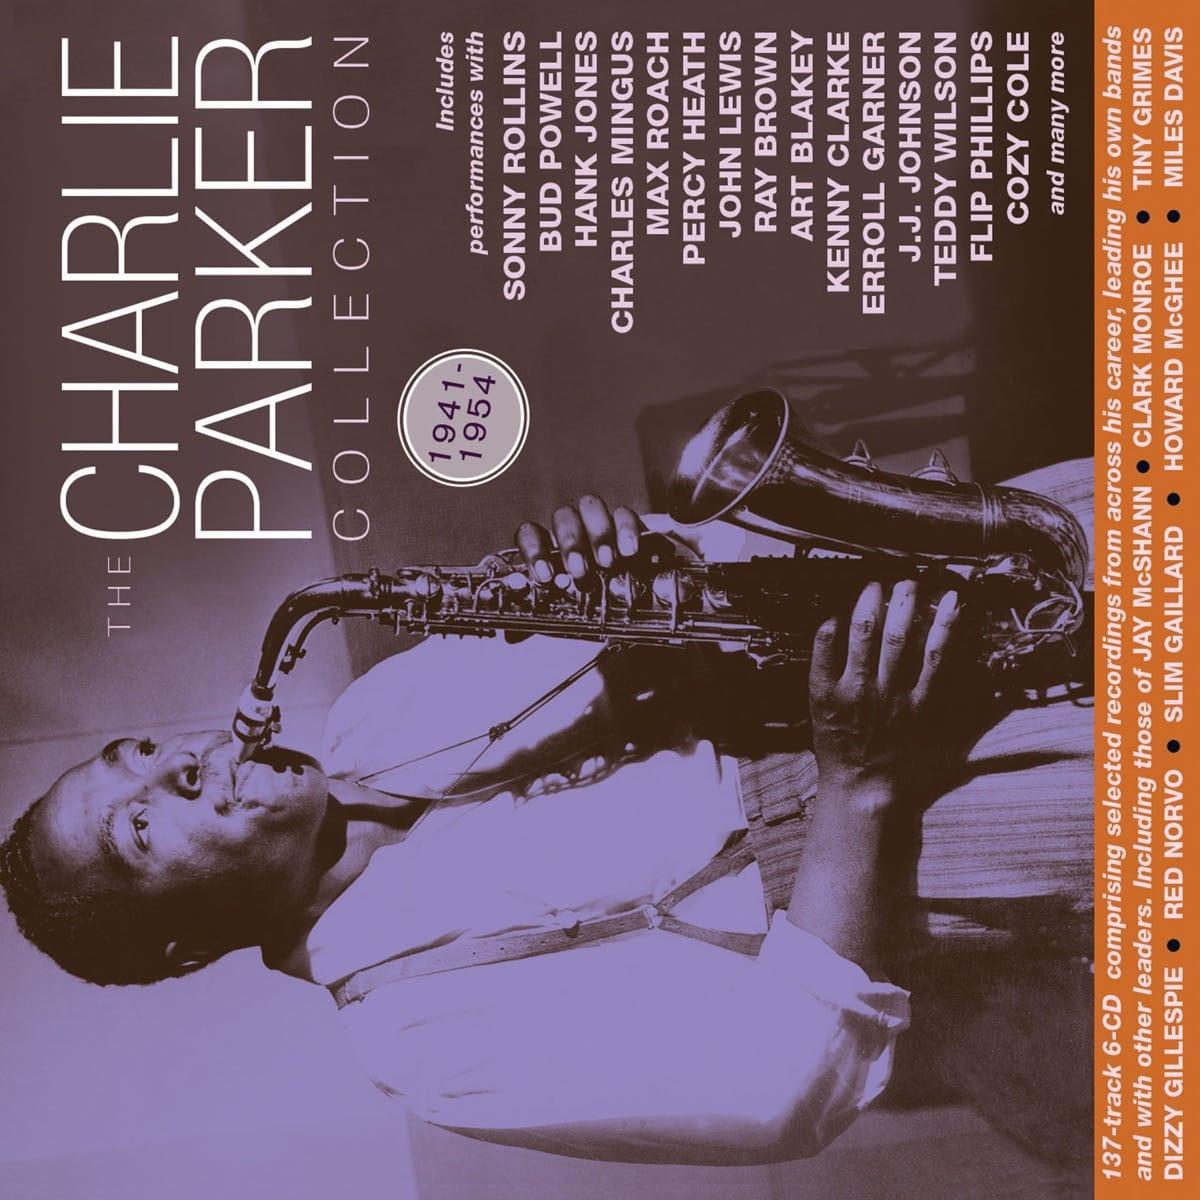 THE CHARLIE
PARKER
COLLECTION
1941-
1954
Includes
performances with
SONNY ROLLINS
BUD POWELL
HANK JONES
CHARLES MINGUS
MAX ROACH
PERCY HEATH
JOHN LEWIS
RAY BROWN
ART BLAKEY
KENNY CLARKE
ERROLL GARNER
J.J. JOHNSON
TEDDY WILSON
FLIP PHILLIPS
COZY COLE
and many more
137-track 6-CD comprising selected recordings from across his career, leading his own bands
and with other leaders. Including those of JAY McSHANN ● CLARK MONROE ● TINY GRIMES
DIZZY GILLESPIE ● RED NORVO ● SLIM GAILLARD ● HOWARD McGHEE ● MILES DAVIS